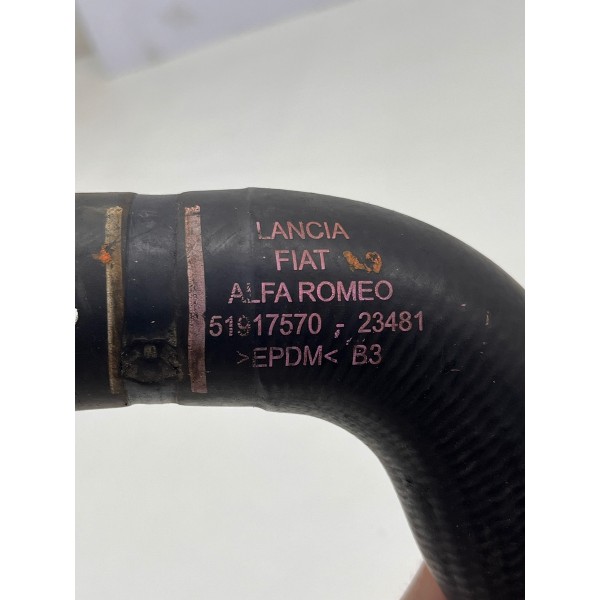 LANCIA
FIAT
ALFA ROMEO
51917570 - 23481
>EPDM< B3